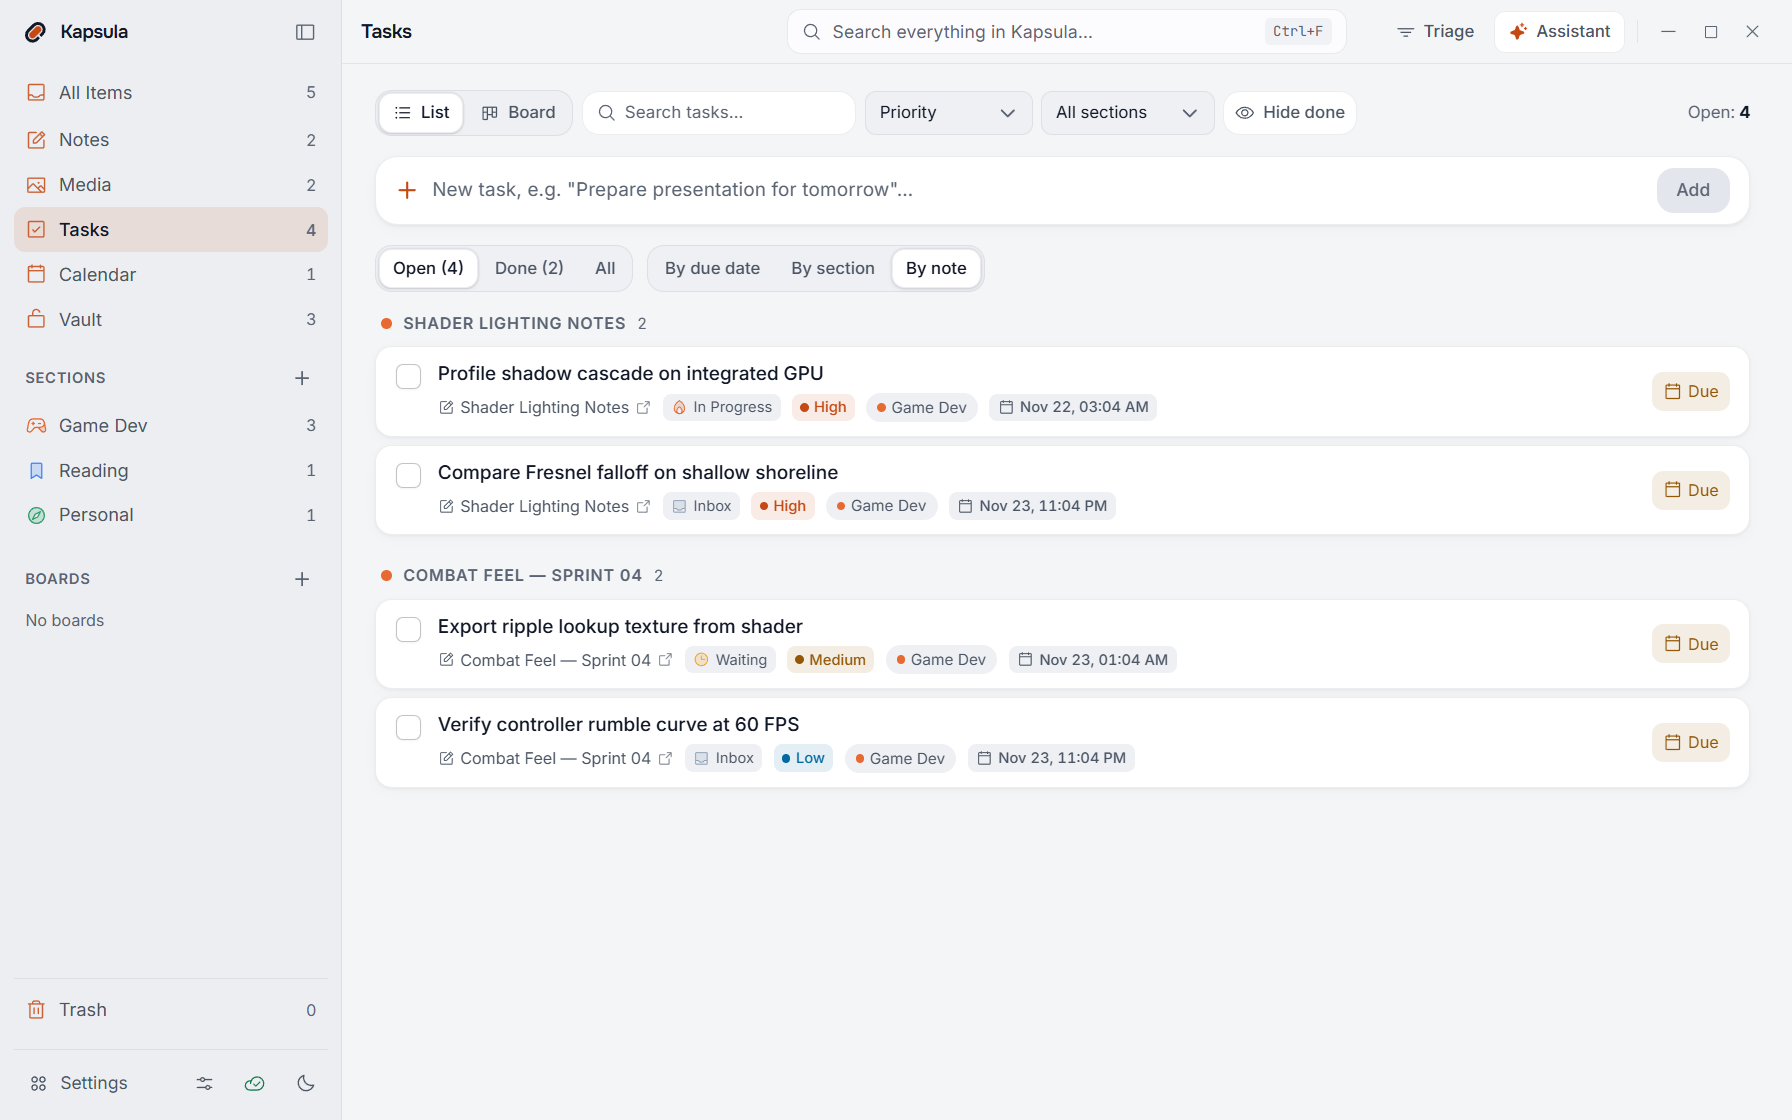 Kapsula
Tasks
Search everything in Kapsula...
Ctrl+F
Triage
Assistant
All Items 5
Notes 2
Media 2
Tasks 4
Calendar 1
Vault 3
SECTIONS
Game Dev 3
Reading 1
Personal 1
BOARDS
No boards
Trash 0
Settings
List
Board
Search tasks...
Priority
All sections
Hide done
Open: 4
New task, e.g. "Prepare presentation for tomorrow"...
Add
Open (4)
Done (2)
All
By due date
By section
By note
SHADER LIGHTING NOTES 2
Profile shadow cascade on integrated GPU
Shader Lighting Notes In Progress High Game Dev Nov 22, 03:04 AM
Due
Compare Fresnel falloff on shallow shoreline
Shader Lighting Notes Inbox High Game Dev Nov 23, 11:04 PM
Due
COMBAT FEEL — SPRINT 04 2
Export ripple lookup texture from shader
Combat Feel — Sprint 04 Waiting Medium Game Dev Nov 23, 01:04 AM
Due
Verify controller rumble curve at 60 FPS
Combat Feel — Sprint 04 Inbox Low Game Dev Nov 23, 11:04 PM
Due